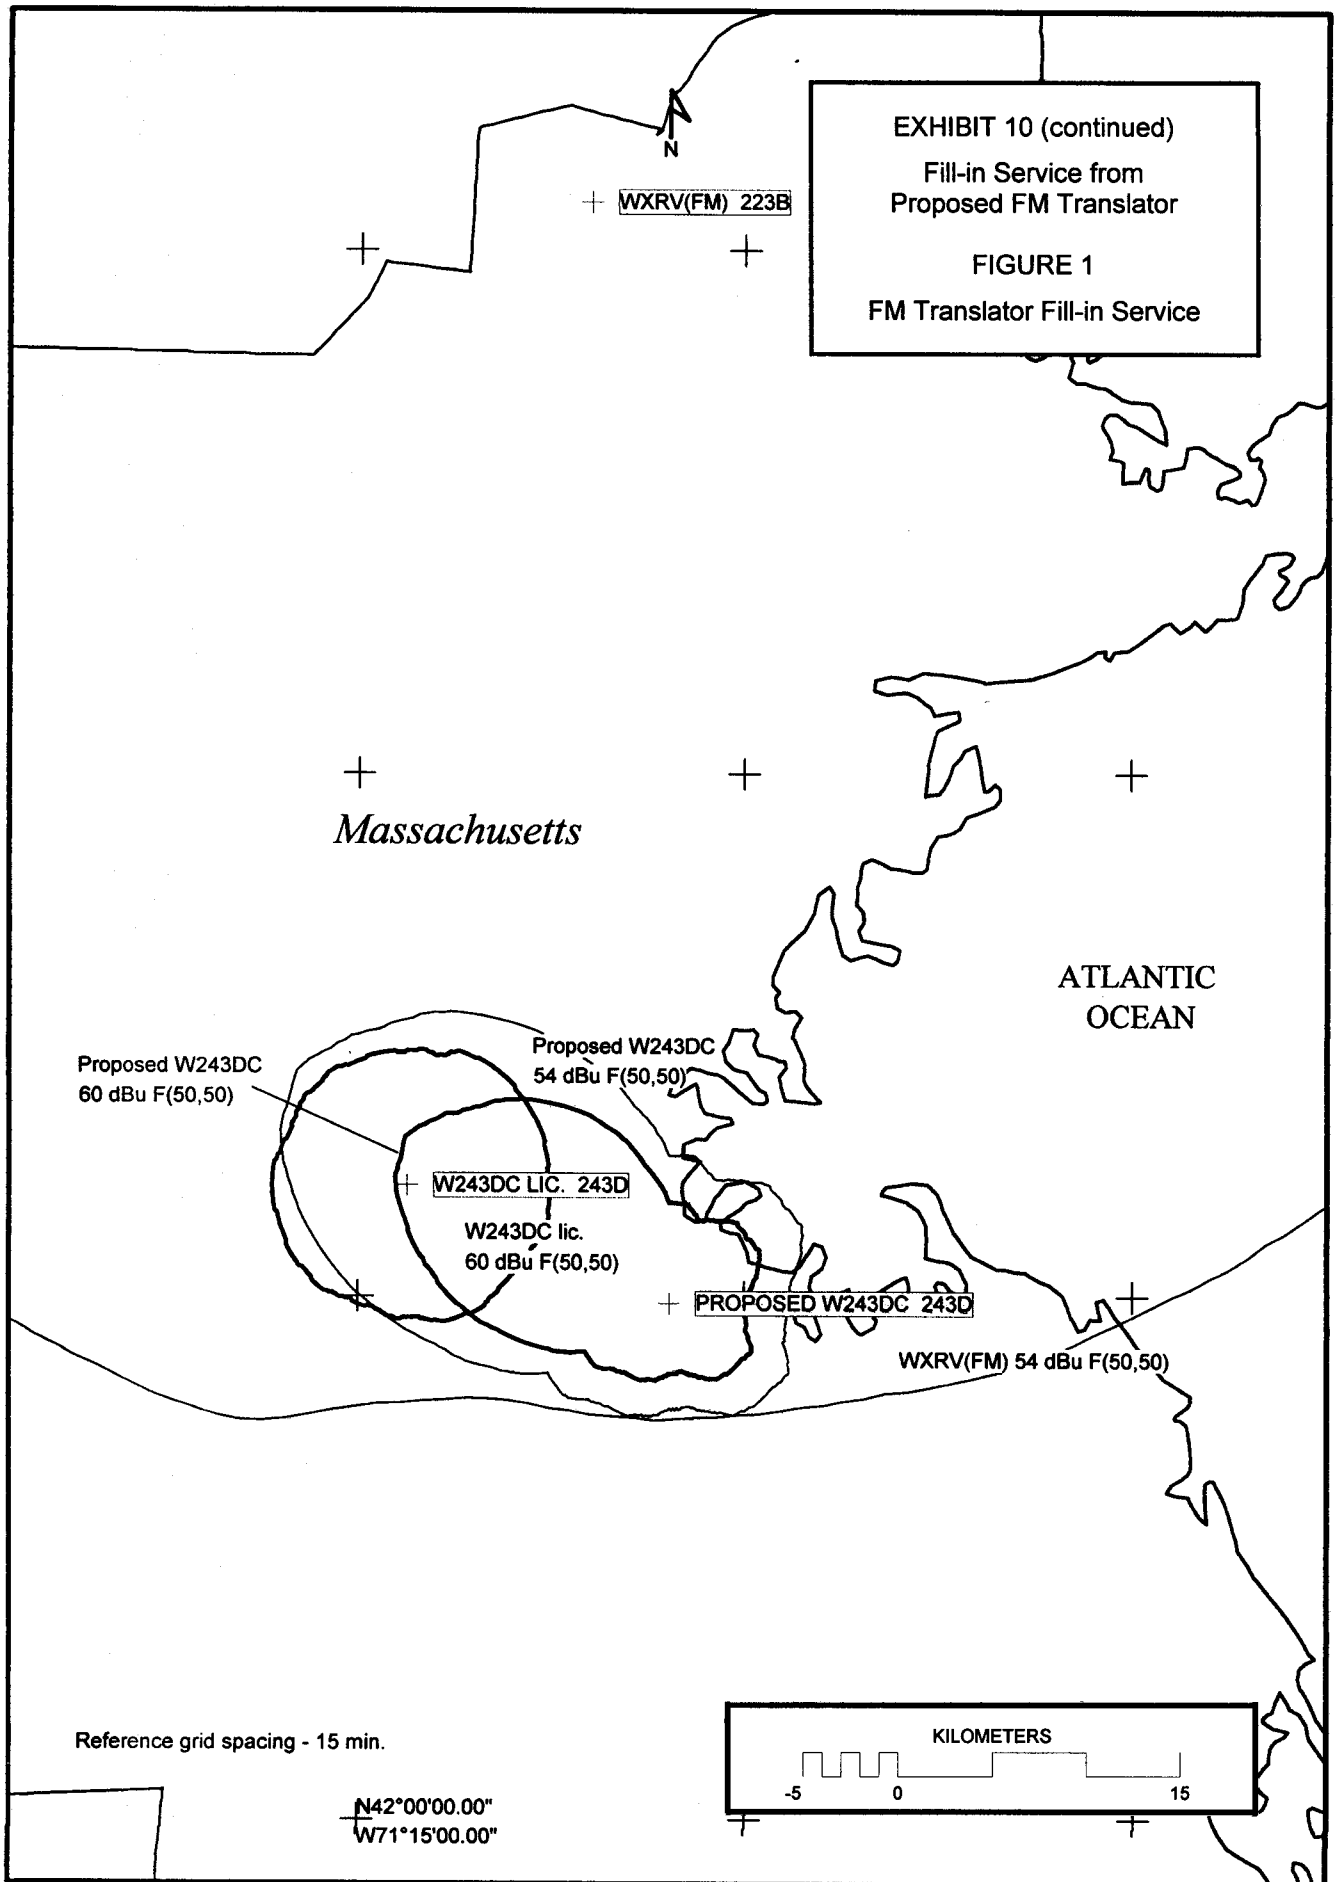 N
WXRV(FM) 223B
EXHIBIT 10 (continued)
Fill-in Service from
Proposed FM Translator
FIGURE 1
FM Translator Fill-in Service
Massachusetts
ATLANTIC
OCEAN
Proposed W243DC
60 dBu F(50,50)
Proposed W243DC
54 dBu F(50,50)
W243DC LIC. 243D
W243DC lic.
60 dBu F(50,50)
PROPOSED W243DC 243D
WXRV(FM) 54 dBu F(50,50)
Reference grid spacing - 15 min.
KILOMETERS
-5 0 15
N42°00'00.00"
W71°15'00.00"